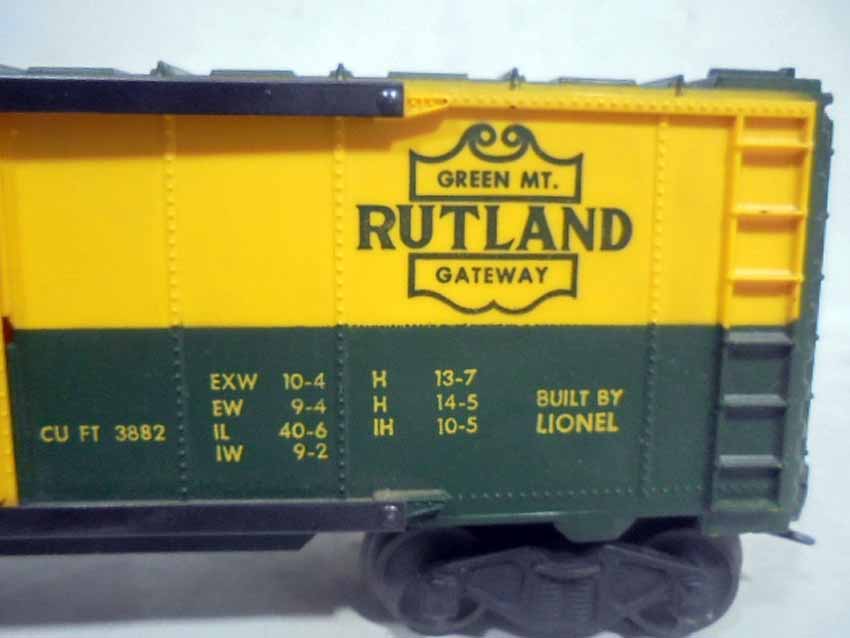 GREEN MT.
RUTLAND
GATEWAY
CU FT 3882
EXW 10-4
EW 9-4
IL 40-6
IW 9-2
H 13-7
H 14-5
IH 10-5
BUILT BY
LIONEL